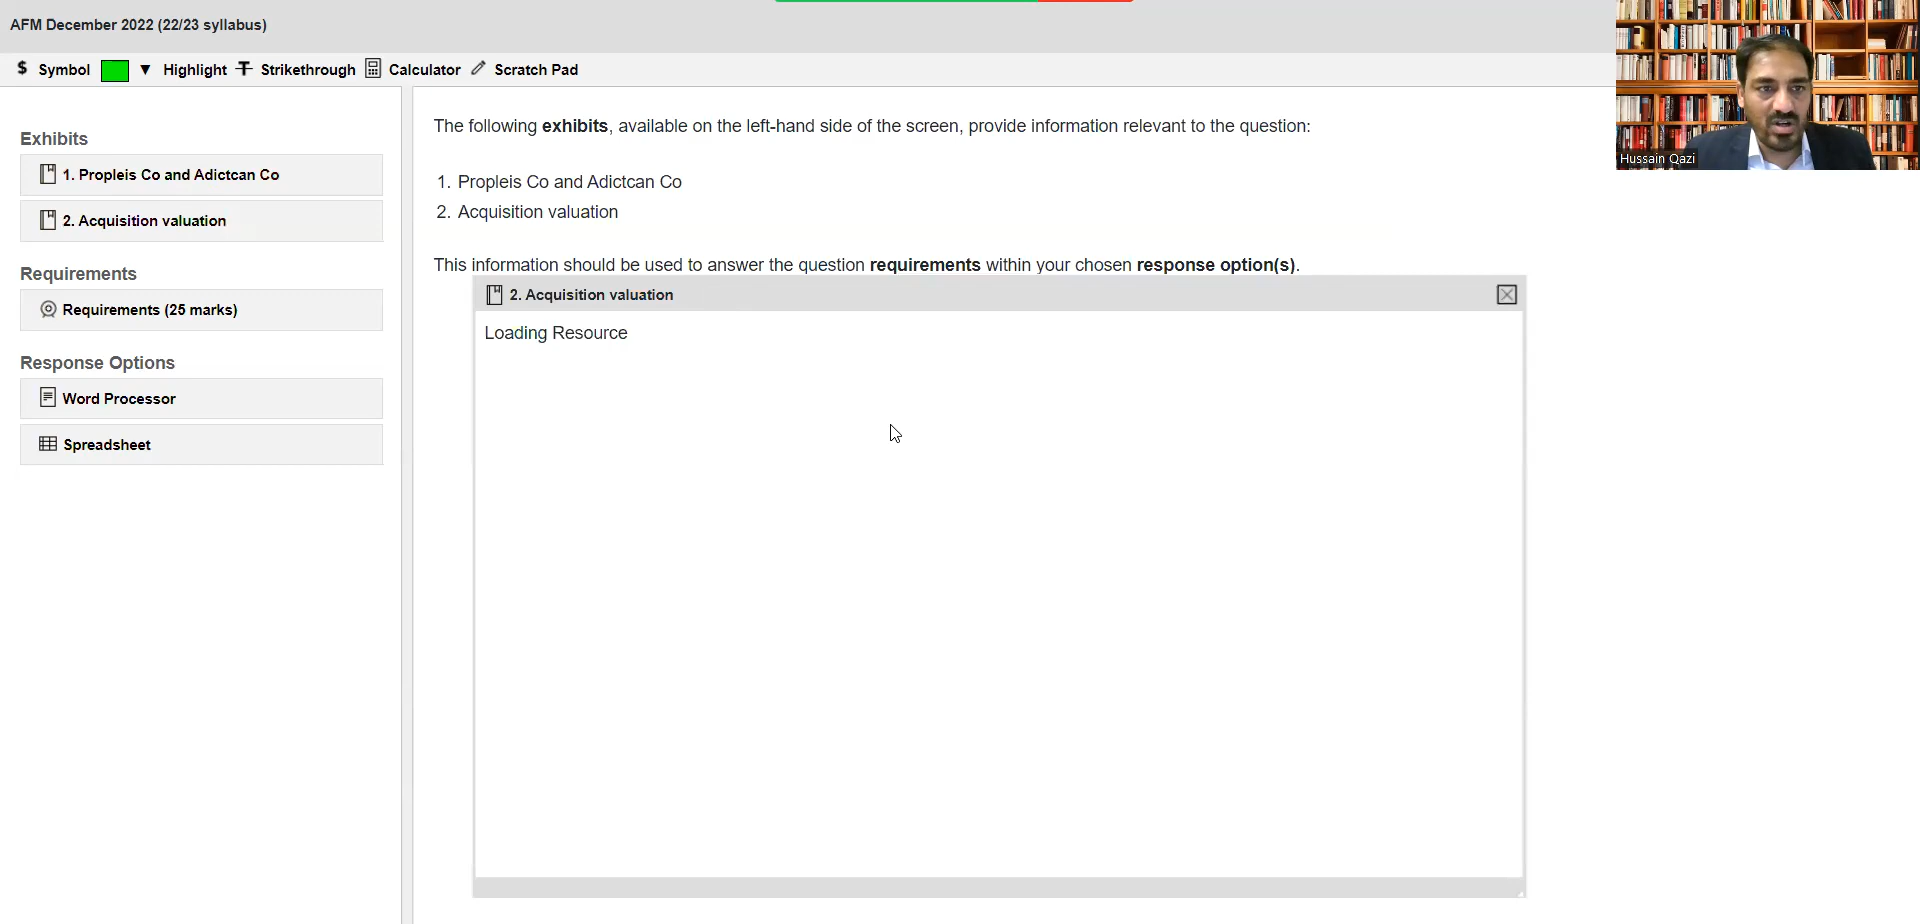 AFM December 2022 (22/23 syllabus)
$ Symbol ▼ Highlight Strikethrough Calculator Scratch Pad
Hussain Qazi
Exhibits
1. Propleis Co and Adictcan Co
2. Acquisition valuation
Requirements
Requirements (25 marks)
Response Options
Word Processor
Spreadsheet
The following exhibits, available on the left-hand side of the screen, provide information relevant to the question:
1. Propleis Co and Adictcan Co
2. Acquisition valuation
This information should be used to answer the question requirements within your chosen response option(s).
2. Acquisition valuation
Loading Resource